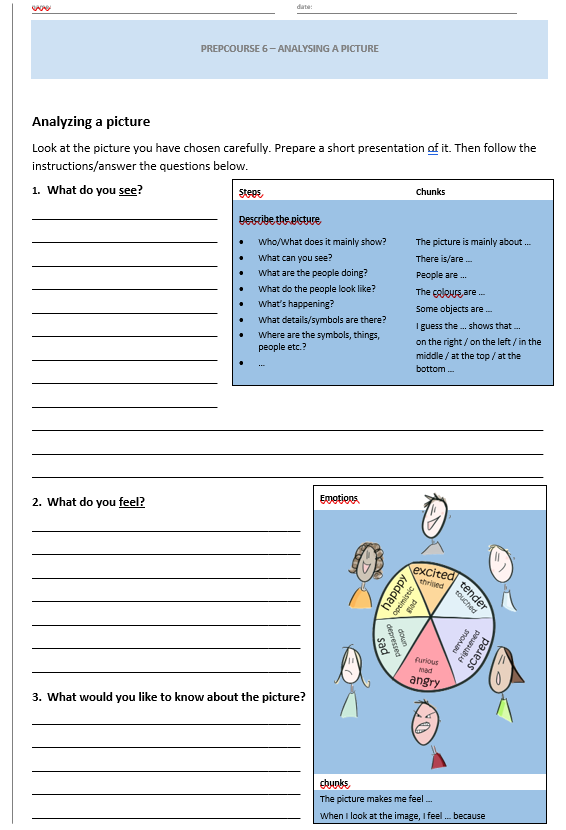 name:
date:
PREPCOURSE 6 – ANALYSING A PICTURE
Analyzing a picture
Look at the picture you have chosen carefully. Prepare a short presentation of it. Then follow the
instructions/answer the questions below.
1. What do you see?
Steps
Chunks
Describe the picture
• Who/What does it mainly show?
The picture is mainly about ...
• What can you see?
There is/are ...
• What are the people doing?
People are ...
• What do the people look like?
The colours are ...
• What's happening?
Some objects are ...
• What details/symbols are there?
I guess the ... shows that ...
• Where are the symbols, things,
people etc.?
on the right / on the left / in the
middle / at the top / at the
bottom ...
• ...
2. What do you feel?
Emotions
excited
thrilled
tender
touched
scared
frightened
nervous
angry
mad
furious
sad
depressed
down
happy
optimistic
glad
3. What would you like to know about the picture?
chunks
The picture makes me feel ...
When I look at the image, I feel ... because